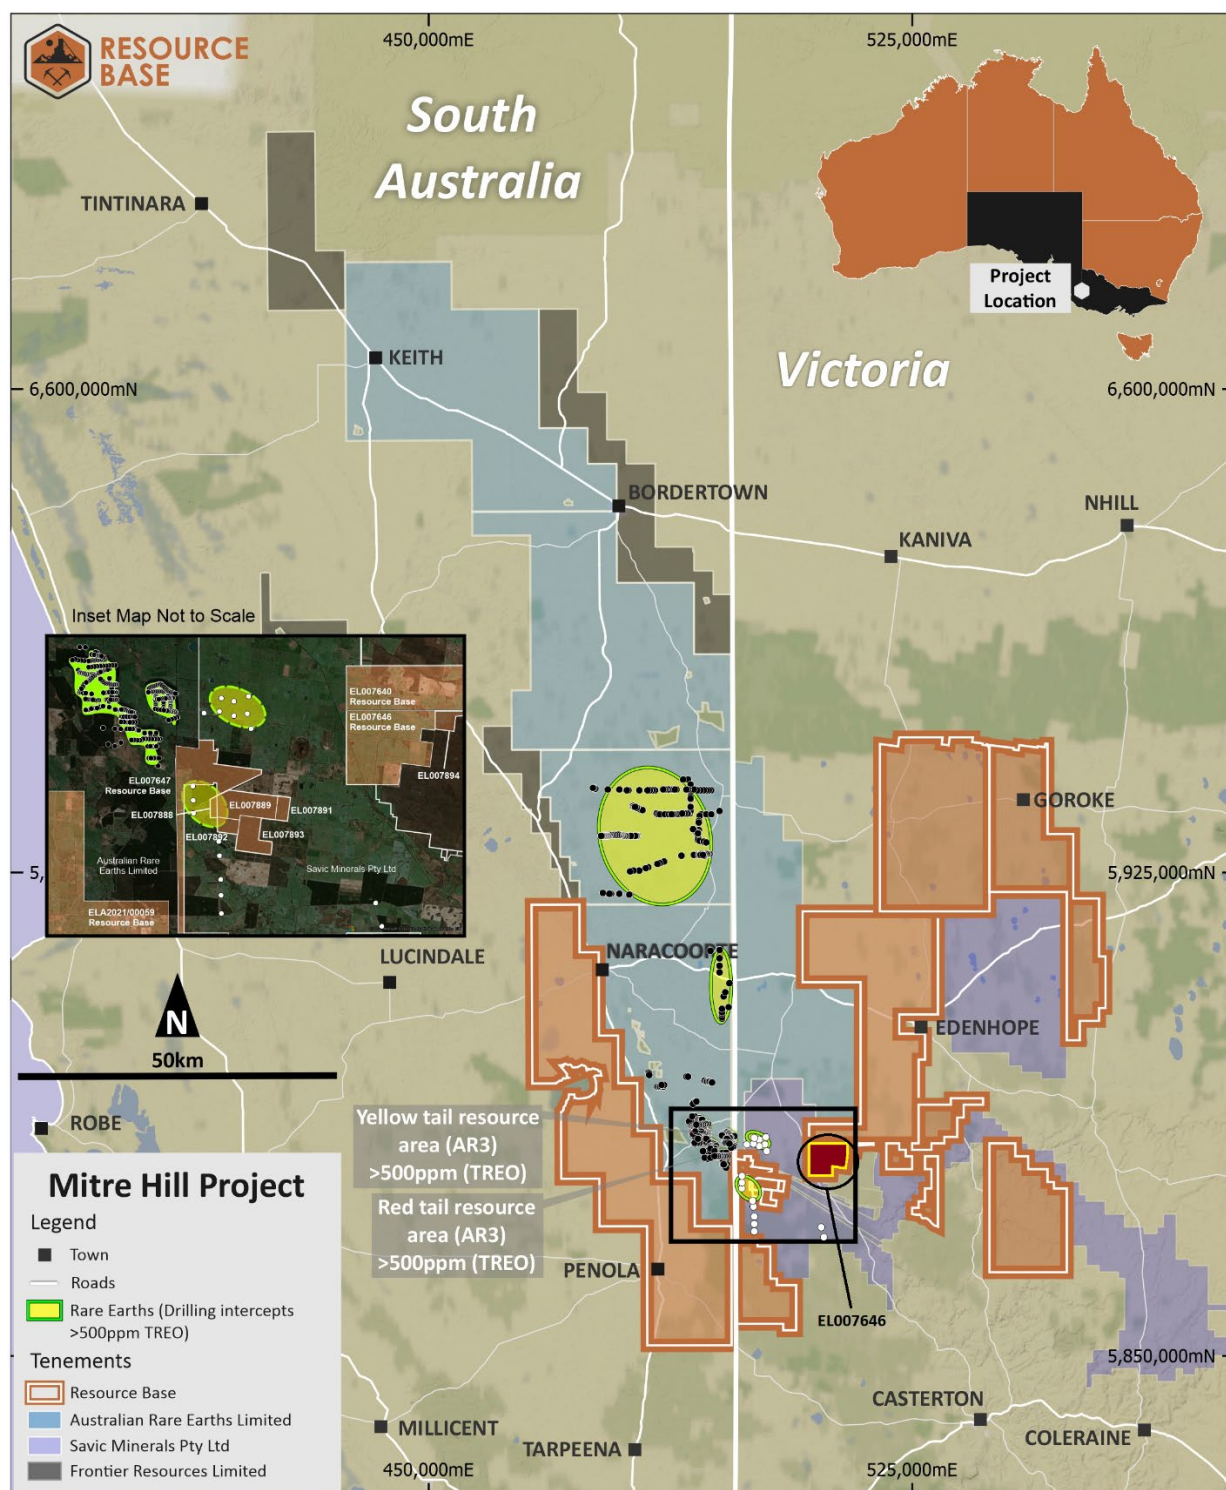 RESOURCE
BASE
450,000mE
525,000mE
South
Australia
TINTINARA
Project
Location
KEITH
Victoria
6,600,000mN
6,600,000mN
BORDERTOWN
NHILL
KANIVA
Inset Map Not to Scale
EL007640
Resource Base
EL007646
Resource Base
EL007894
EL007647
Resource Base
EL007889
EL007891
EL007888
EL007892
EL007893
Australian Rare
Earths Limited
Savic Minerals Pty Ltd
ELA2021/00059
Resource Base
GOROKE
5,
5,925,000mN
NARACOORTE
LUCINDALE
EDENHOPE
N
50km
ROBE
Yellow tail resource
area (AR3)
>500ppm (TREO)
Red tail resource
area (AR3)
>500ppm (TREO)
PENOLA
EL007646
Mitre Hill Project
Legend
Town
Roads
Rare Earths (Drilling intercepts
>500ppm TREO)
Tenements
Resource Base
Australian Rare Earths Limited
Savic Minerals Pty Ltd
Frontier Resources Limited
5,850,000mN
CASTERTON
MILLICENT
COLERAINE
TARPEENA
450,000mE
525,000mE